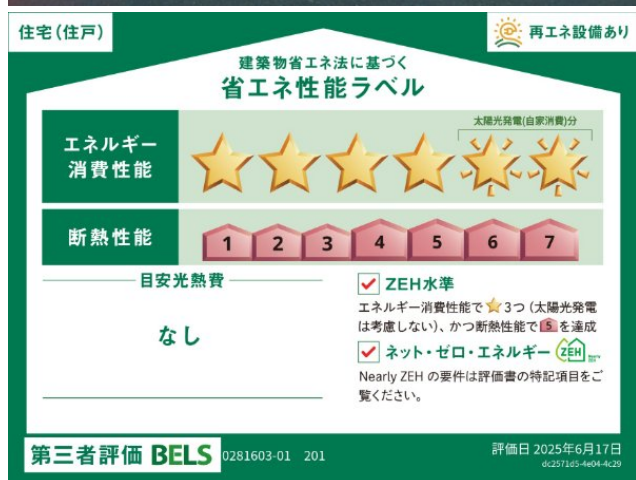 住宅(住戸)
再エネ設備あり
建築物省エネ法に基づく
省エネ性能ラベル
太陽光発電(自家消費)分
エネルギー
消費性能
断熱性能
1 2 3 4 5 6 7
目安光熱費
なし
ZEH水準
エネルギー消費性能で⭐3つ(太陽光発電
は考慮しない)、かつ断熱性能で5を達成
ネット・ゼロ・エネルギー ZEH Nearly ZEH
Nearly ZEH の要件は評価書の特記項目をご
覧ください。
第三者評価 BELS 0281603-01 201
評価日 2025年6月17日
dc2571d5-4e04-4c29